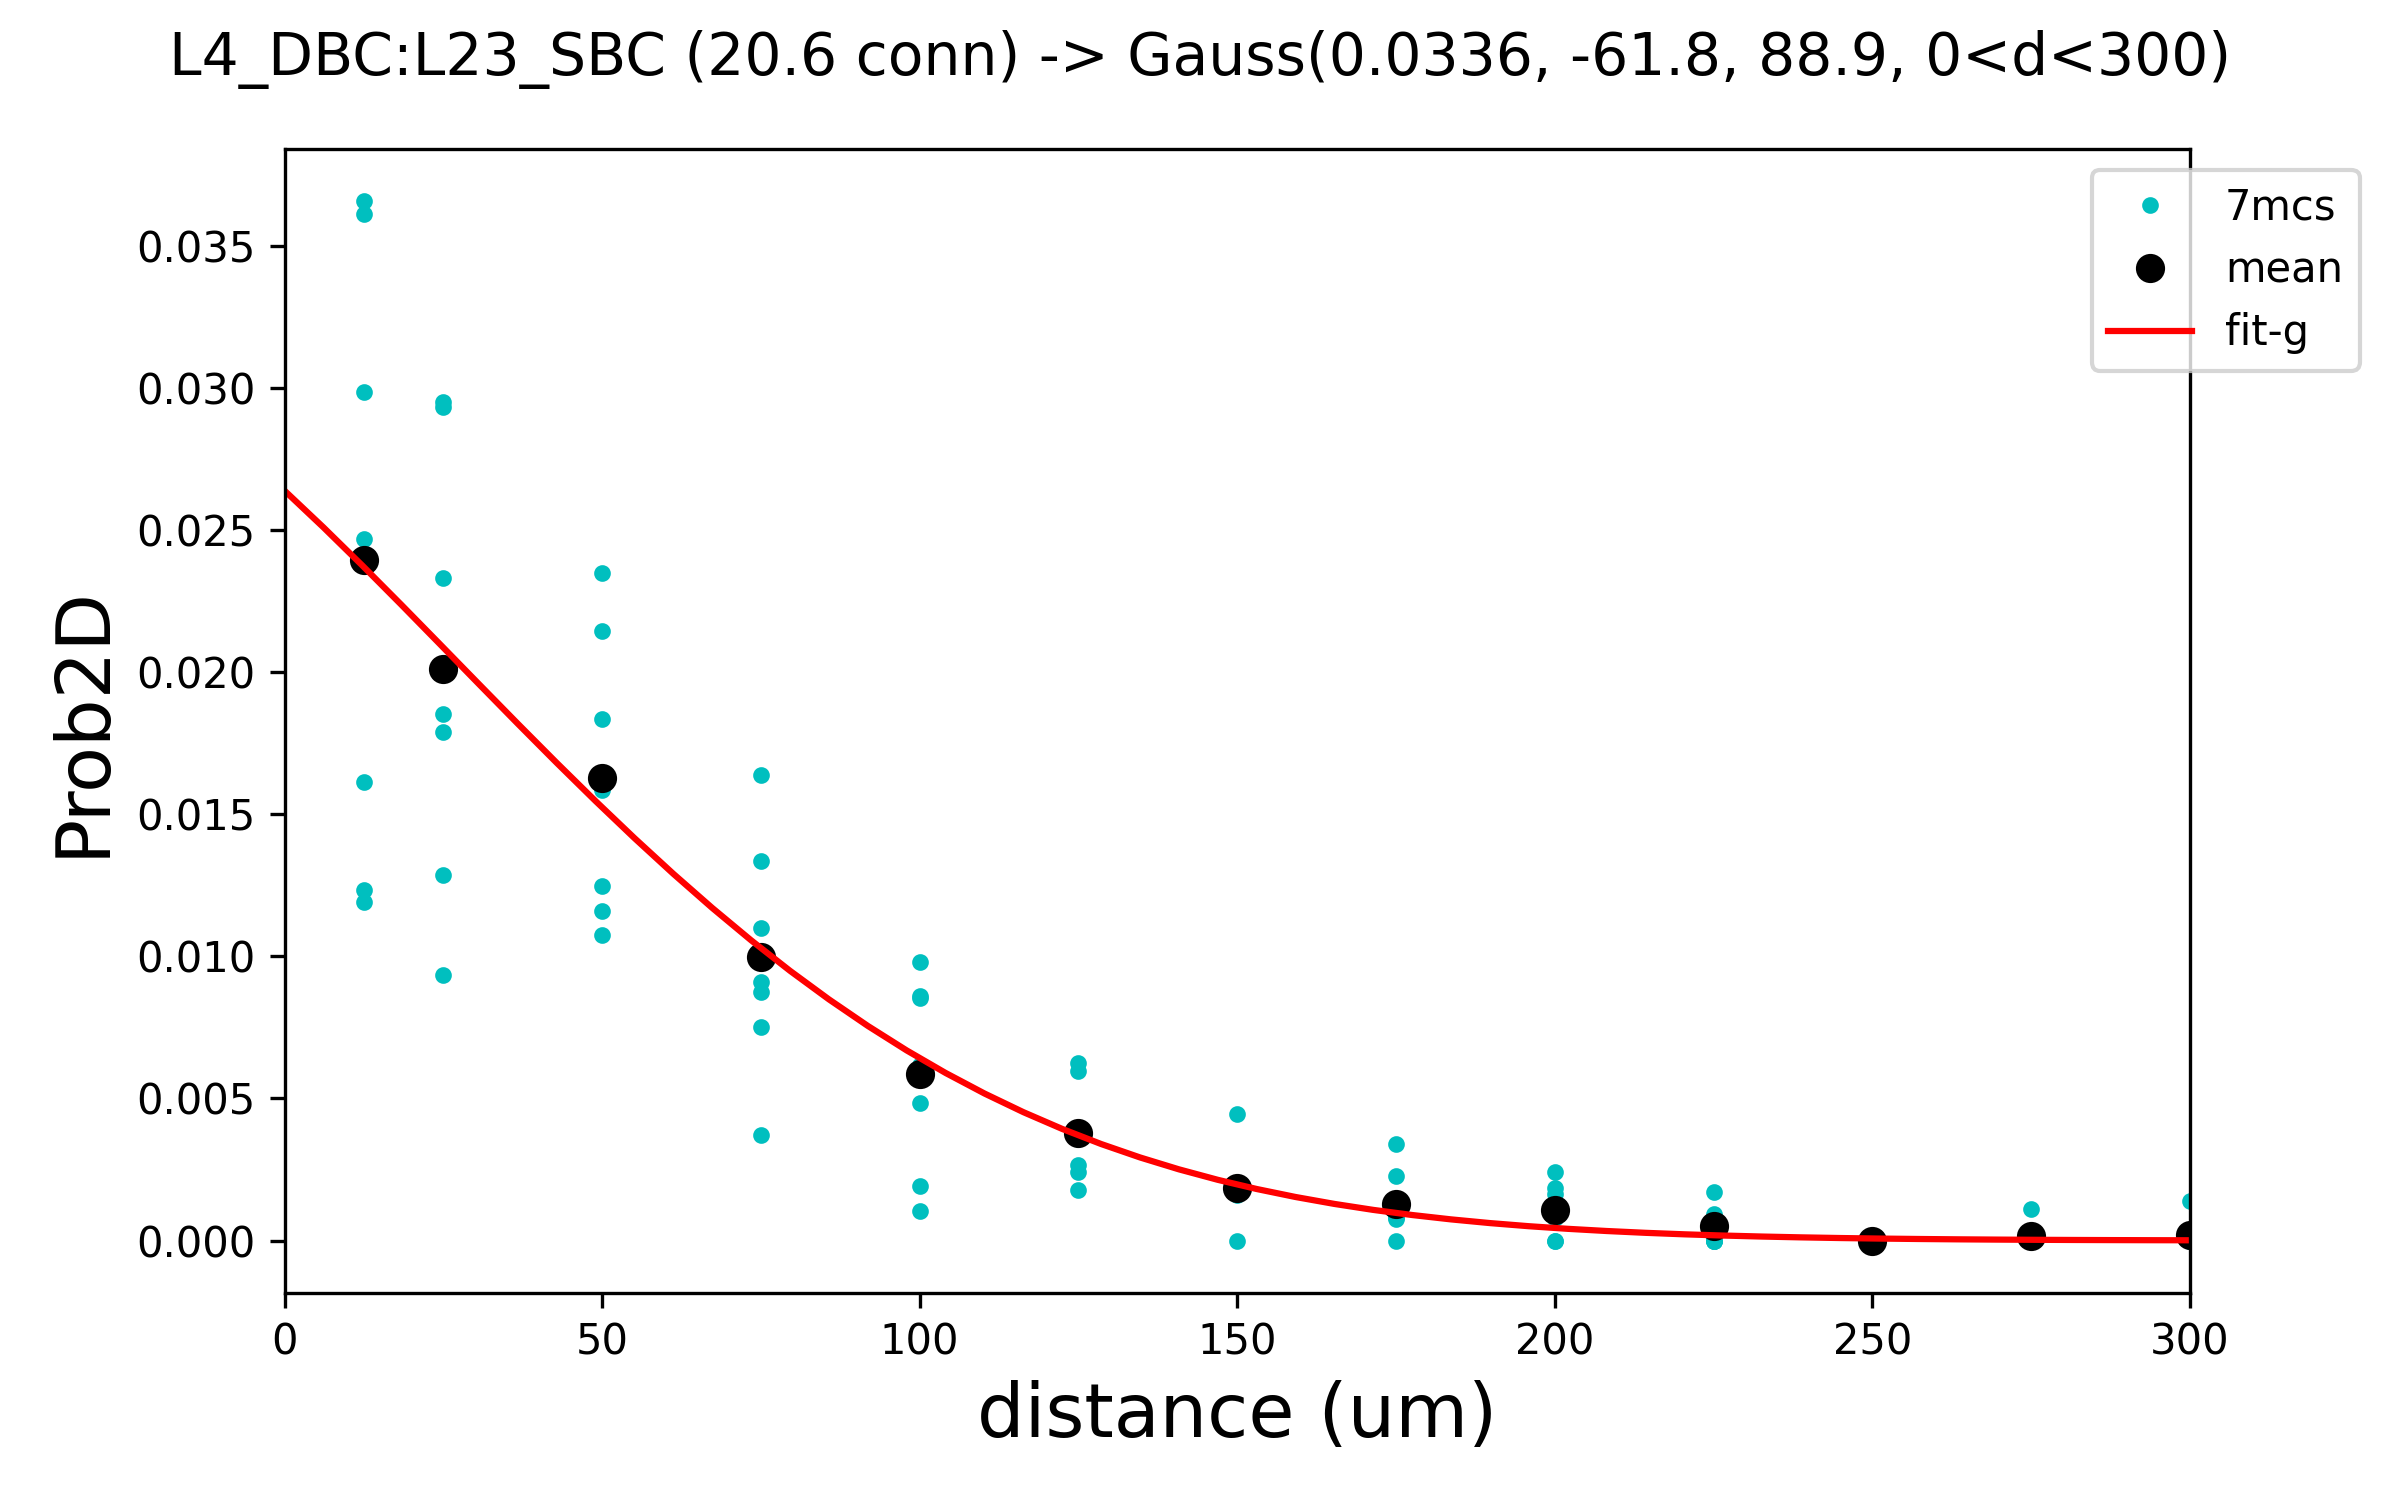 L4_DBC:L23_SBC (20.6 conn) -> Gauss(0.0336, -61.8, 88.9, 0<d<300)
7mcs
mean
fit-g
Prob2D
0.035
0.030
0.025
0.020
0.015
0.010
0.005
0.000
0 50 100 150 200 250 300
distance (um)